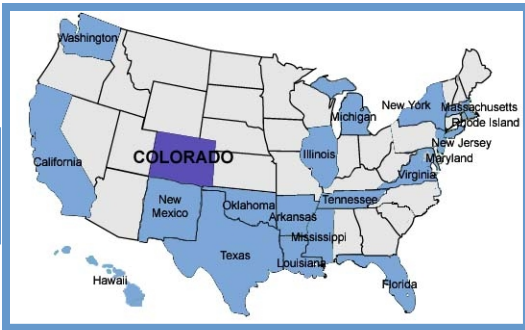 Washington
New York
Massachusetts
Michigan
Rhode Island
New Jersey
Maryland
Illinois
COLORADO
California
Virginia
New
Mexico
Oklahoma
Tennessee
Arkansas
Mississippi
Texas
Louisiana
Hawaii
Florida